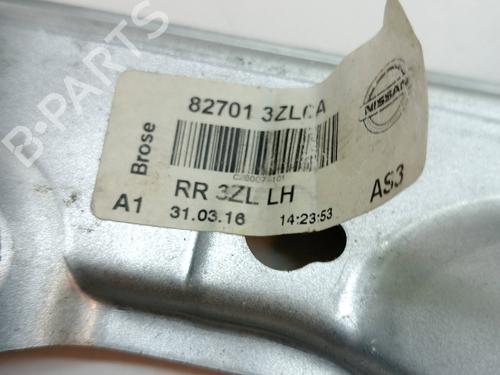 B-PARTS
82701 3ZL0A
NISSAN
Brose
RR 3ZL LH
AS3
A1
31.03.16
14:23:53